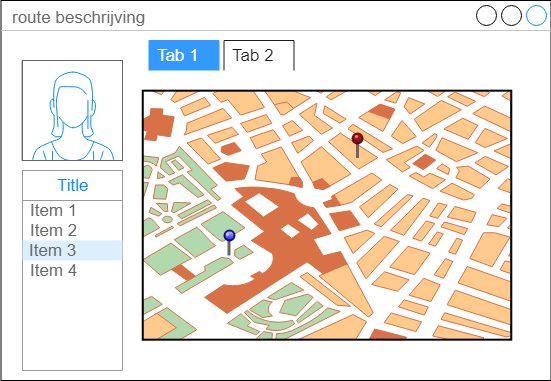 route beschrijving
Tab 1
Tab 2
Title
Item 1
Item 2
Item 3
Item 4